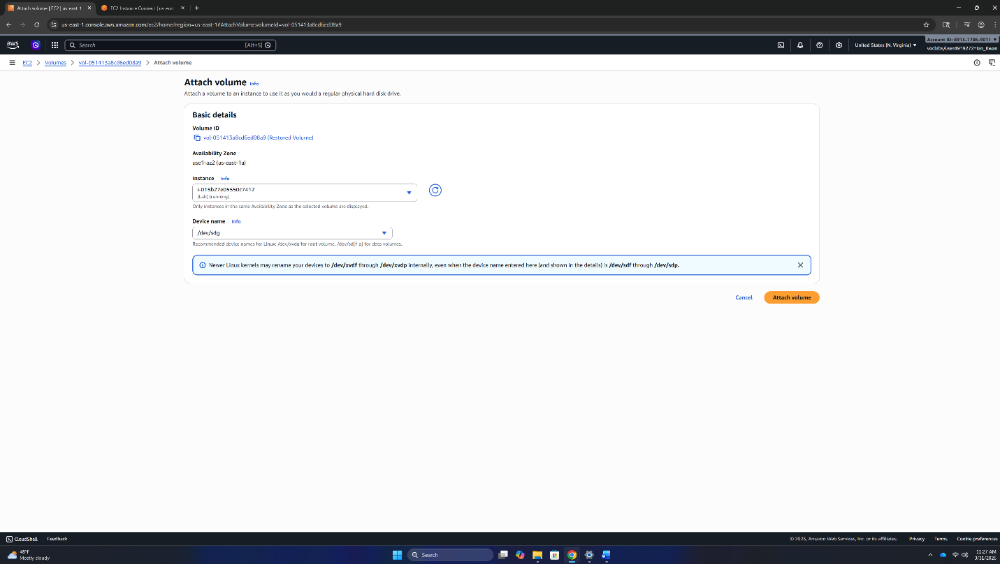 Attach volume | EC2 | us-east-1
EC2 Instance Connect | us-east-
us-east-1.console.aws.amazon.com/ec2/home?region=us-east-1#AttachVolume:volumeId=vol-051413a8cd6ed08a9
aws
Search
[Alt+S]
United States (N. Virginia)
Account ID: 8913-7706-9011
voclabs/user4919272=Ian_Kwan
EC2
Volumes
vol-051413a8cd6ed08a9
Attach volume
Attach volume Info
Attach a volume to an instance to use it as you would a regular physical hard disk drive.
Basic details
Volume ID
vol-051413a8cd6ed08a9 (Restored Volume)
Availability Zone
use1-az2 (us-east-1a)
Instance Info
i-015b27e05550c7412
(Lab) (running)
Only instances in the same Availability Zone as the selected volume are displayed.
Device name Info
/dev/sdg
Recommended device names for Linux: /dev/xvda for root volume. /dev/sd[f-p] for data volumes.
Newer Linux kernels may rename your devices to /dev/xvdf through /dev/xvdp internally, even when the device name entered here (and shown in the details) is /dev/sdf through /dev/sdp.
Cancel
Attach volume
CloudShell
Feedback
© 2026, Amazon Web Services, Inc. or its affiliates.
Privacy
Terms
Cookie preferences
48°F
Mostly cloudy
Search
11:27 AM
3/31/2026